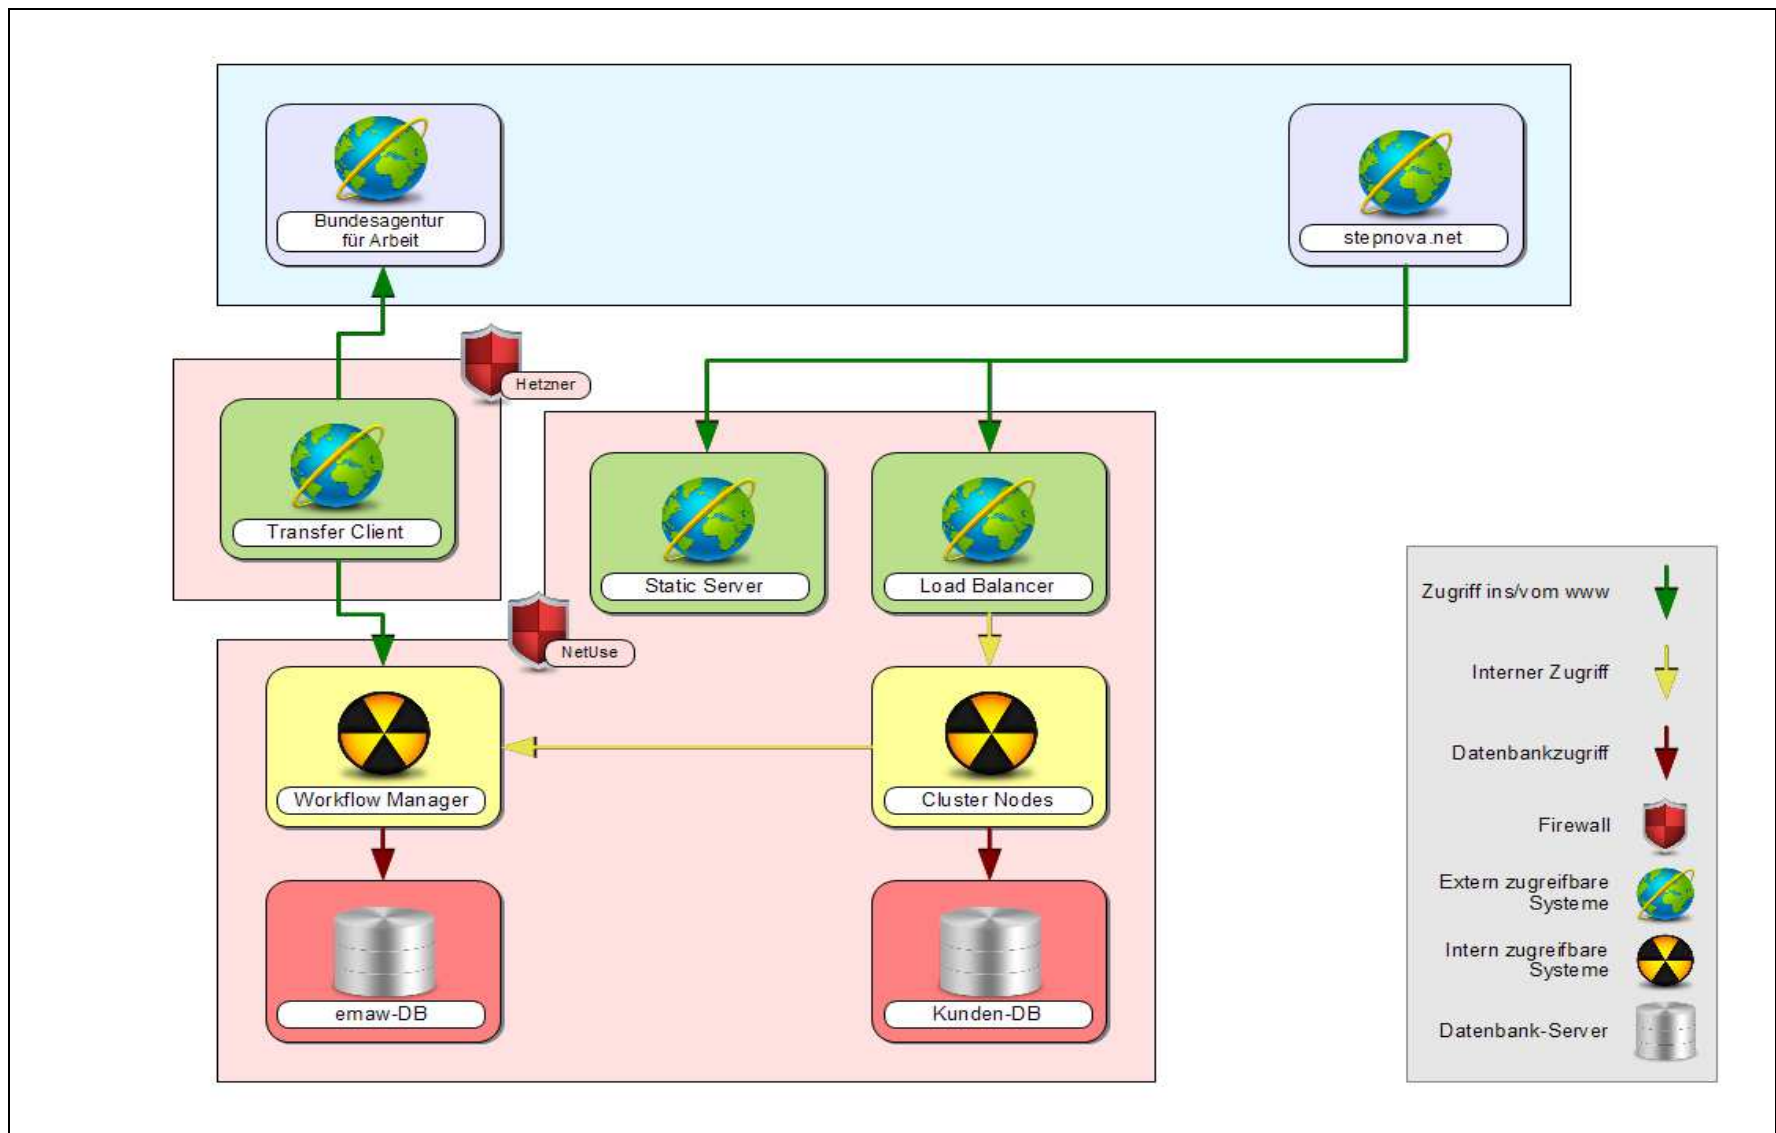 Bundesagentur
für Arbeit
stepnova.net
Hetzner
Transfer Client
Static Server
Load Balancer
NetUse
Workflow Manager
Cluster Nodes
emaw-DB
Kunden-DB
Zugriff ins/vom www
Interner Zugriff
Datenbankzugriff
Firewall
Extern zugreifbare
Systeme
Intern zugreifbare
Systeme
Datenbank-Server